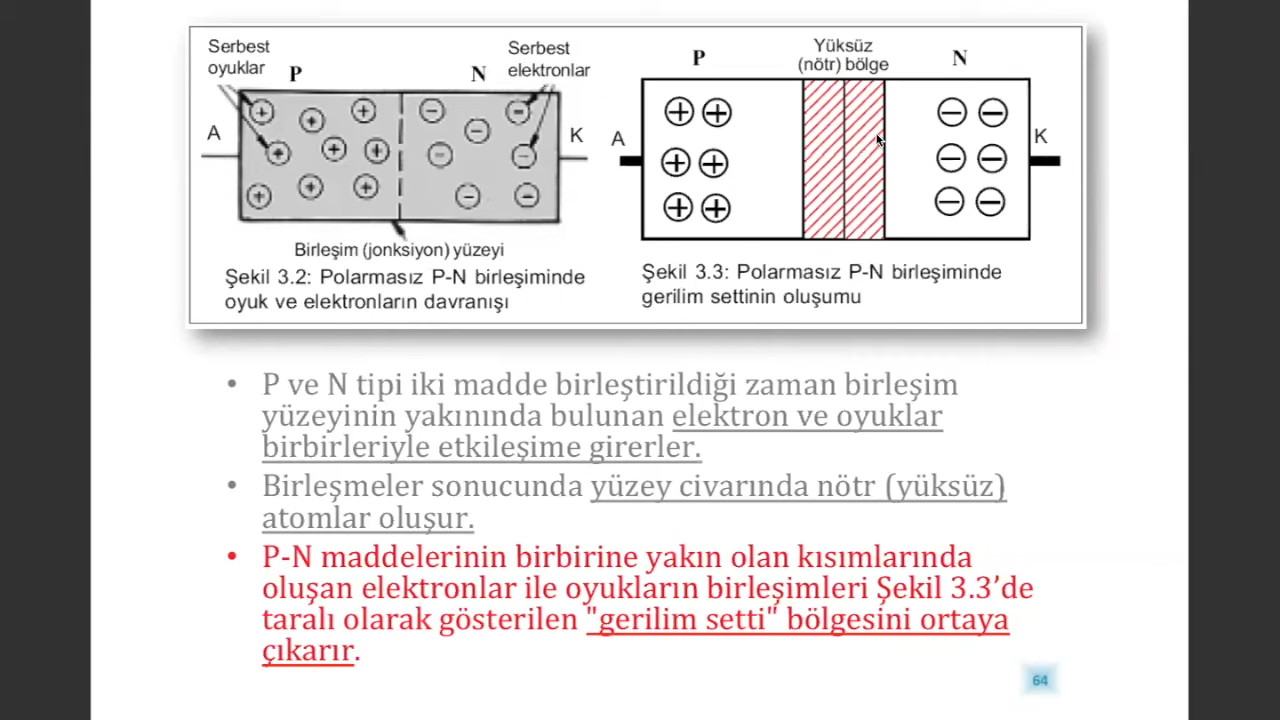 Serbest
oyuklar
P
N
Serbest
elektronlar
A
K
Birleşim (jonksiyon) yüzeyi
Şekil 3.2: Polarmasız P-N birleşiminde
oyuk ve elektronların davranışı
P
Yüksüz
(nötr) bölge
N
A
K
Şekil 3.3: Polarmasız P-N birleşiminde
gerilim settinin oluşumu
• P ve N tipi iki madde birleştirildiği zaman birleşim
yüzeyinin yakınında bulunan elektron ve oyuklar
birbirleriyle etkileşime girerler.
• Birleşmeler sonucunda yüzey civarında nötr (yüksüz)
atomlar oluşur.
• P-N maddelerinin birbirine yakın olan kısımlarında
oluşan elektronlar ile oyukların birleşimleri Şekil 3.3’de
taralı olarak gösterilen "gerilim setti" bölgesini ortaya
çıkarır.
64